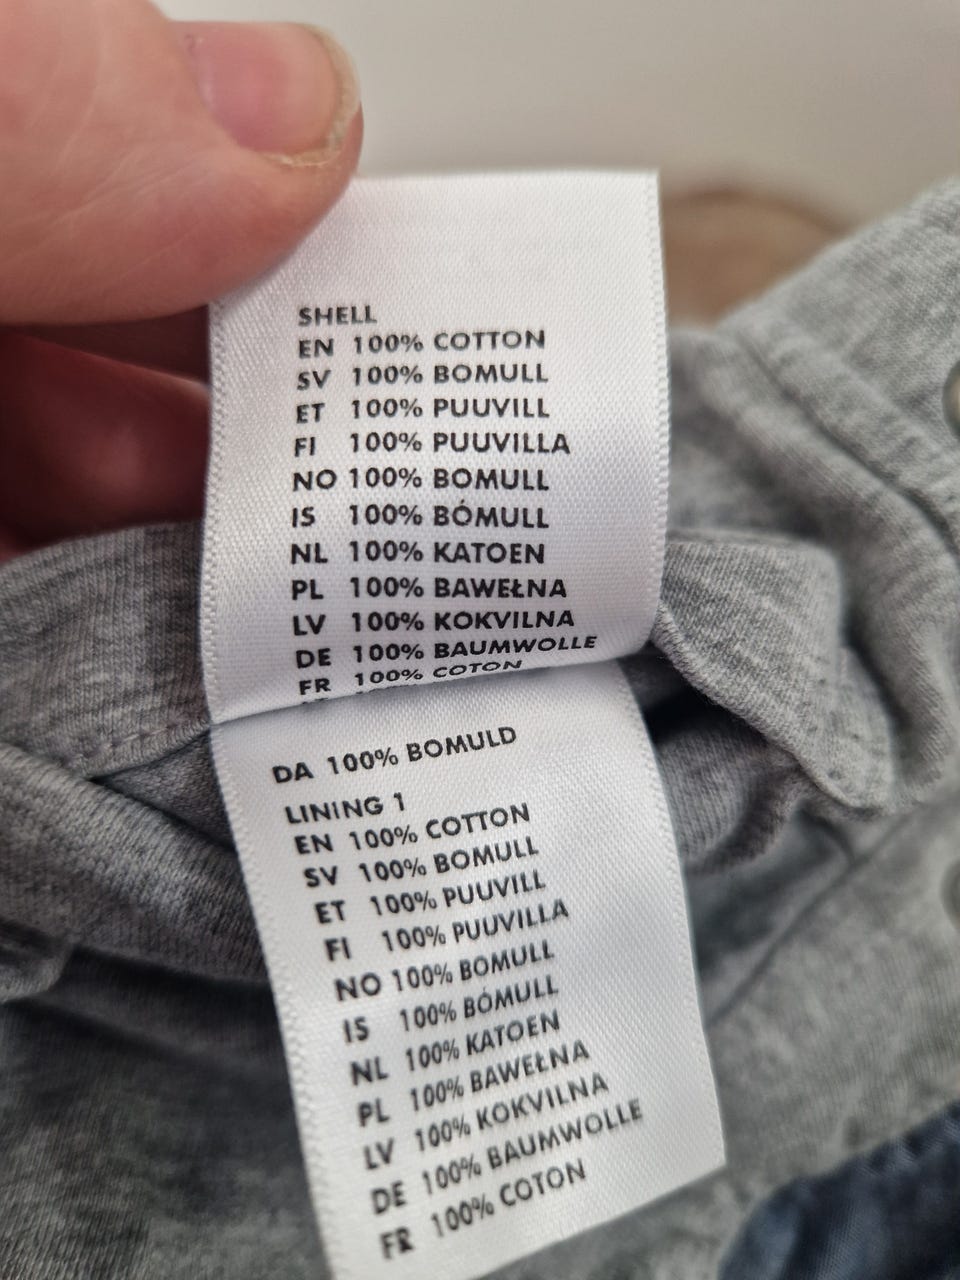 SHELL
EN 100% COTTON
SV 100% BOMULL
ET 100% PUUVILL
FI 100% PUUVILLA
NO 100% BOMULL
IS 100% BÓMULL
NL 100% KATOEN
PL 100% BAWEŁNA
LV 100% KOKVILNA
DE 100% BAUMWOLLE
FR 100% COTON
DA 100% BOMULD
LINING 1
EN 100% COTTON
SV 100% BOMULL
ET 100% PUUVILL
FI 100% PUUVILLA
NO 100% BOMULL
IS 100% BÓMULL
NL 100% KATOEN
PL 100% BAWEŁNA
LV 100% KOKVILNA
DE 100% BAUMWOLLE
FR 100% COTON